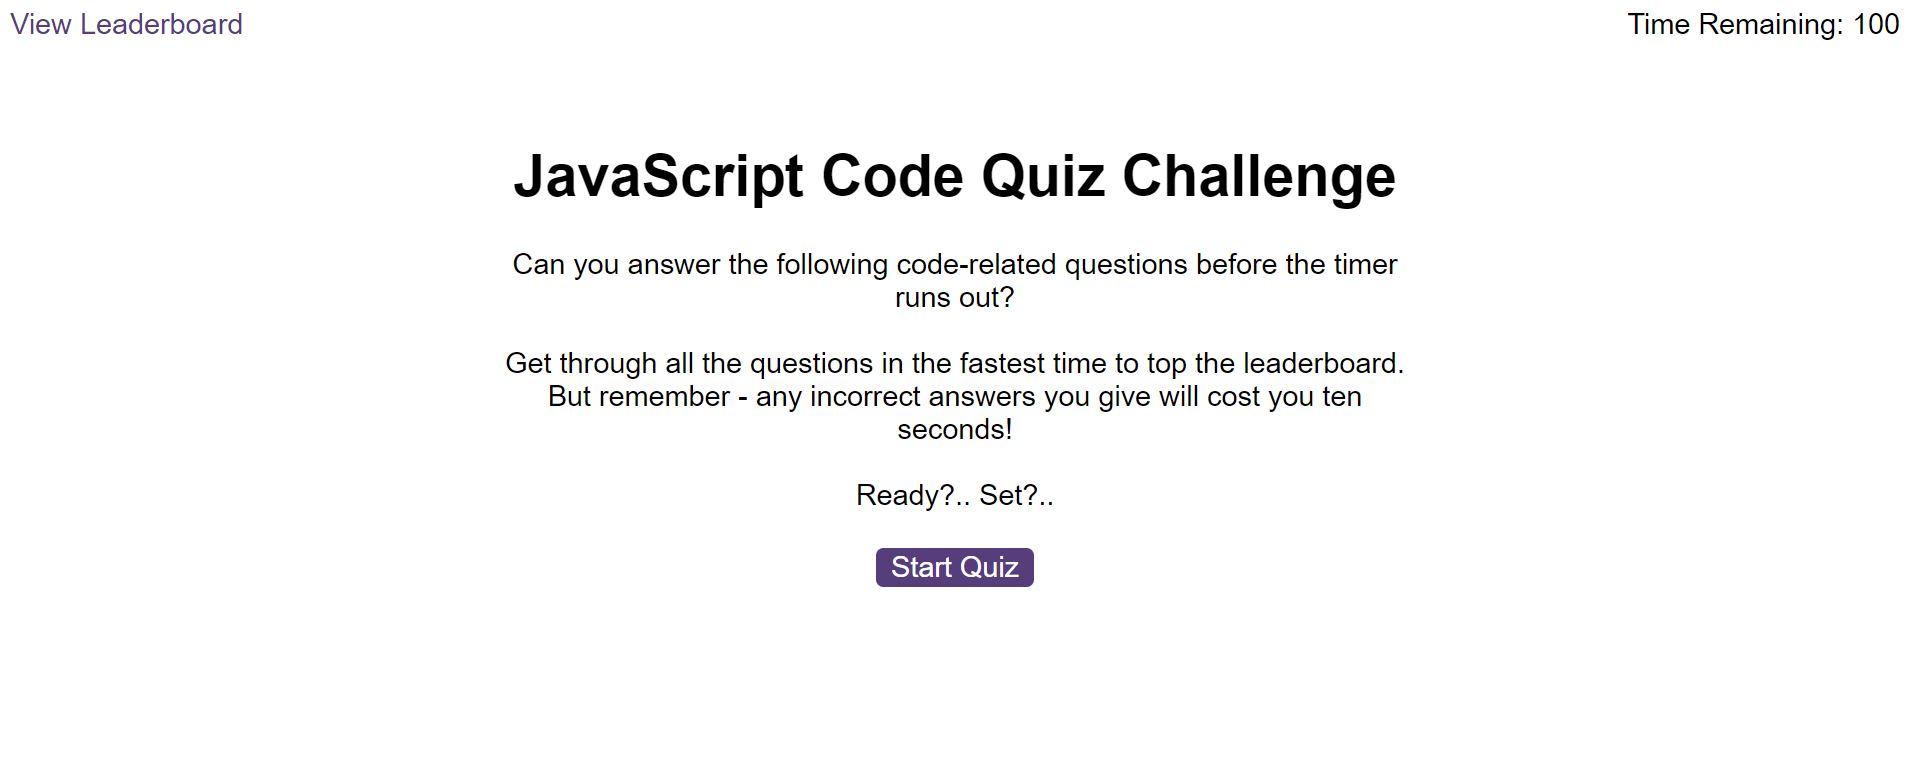 View Leaderboard
Time Remaining: 100
JavaScript Code Quiz Challenge
Can you answer the following code-related questions before the timer
runs out?
Get through all the questions in the fastest time to top the leaderboard.
But remember - any incorrect answers you give will cost you ten
seconds!
Ready?.. Set?..
Start Quiz